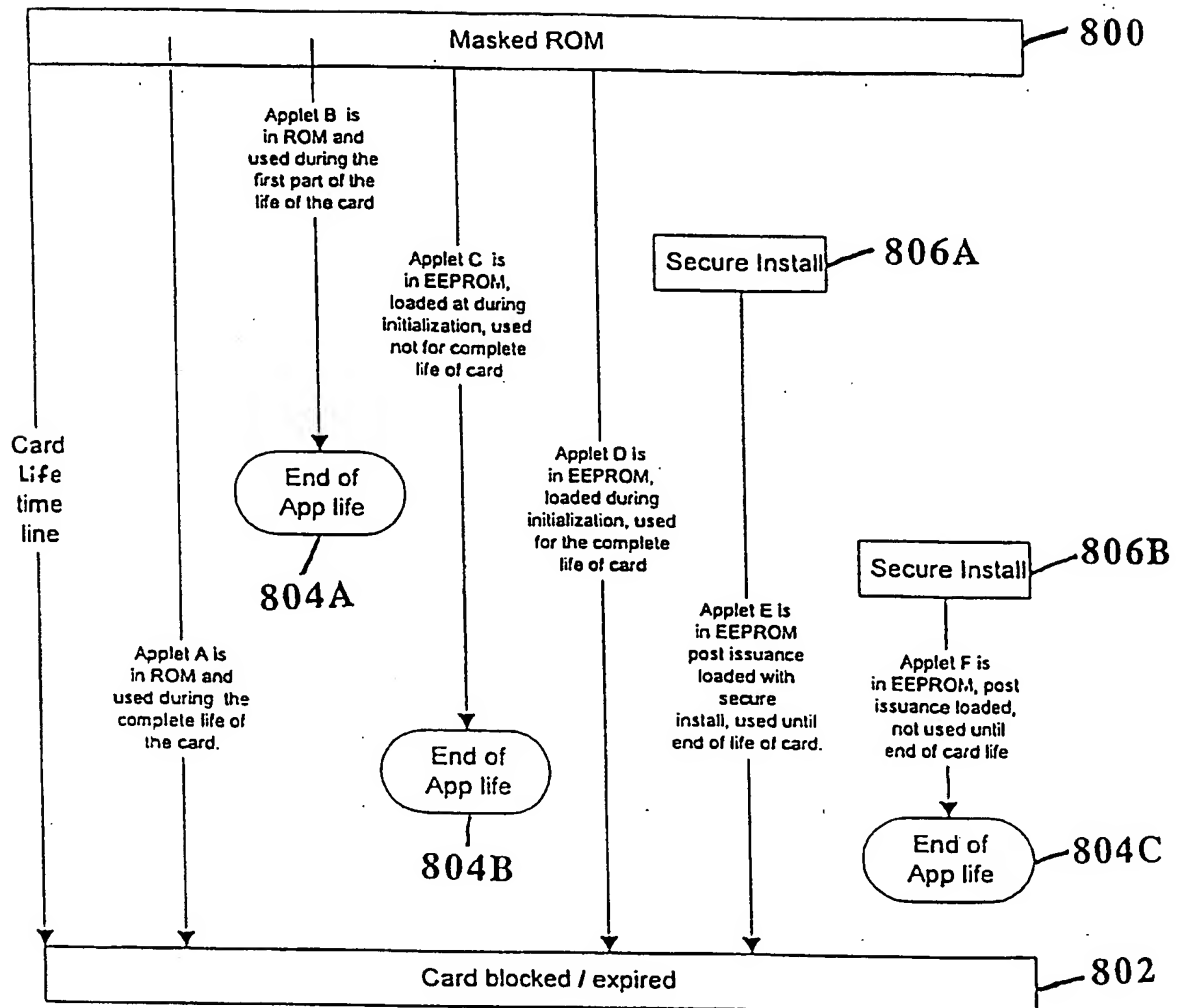 Masked ROM
800
Applet B is
in ROM and
used during the
first part of the
life of the card
Secure Install
806A
Applet C is
in EEPROM,
loaded at during
initialization, used
not for complete
life of card
Card
Life
time
line
End of
App life
804A
Applet D is
in EEPROM,
loaded during
initialization, used
for the complete
life of card
Secure Install
806B
Applet A is
in ROM and
used during the
complete life of
the card.
Applet E is
in EEPROM
post issuance
loaded with
secure
install, used until
end of life of card.
Applet F is
in EEPROM, post
issuance loaded,
not used until
end of card life
End of
App life
804B
End of
App life
804C
Card blocked / expired
802